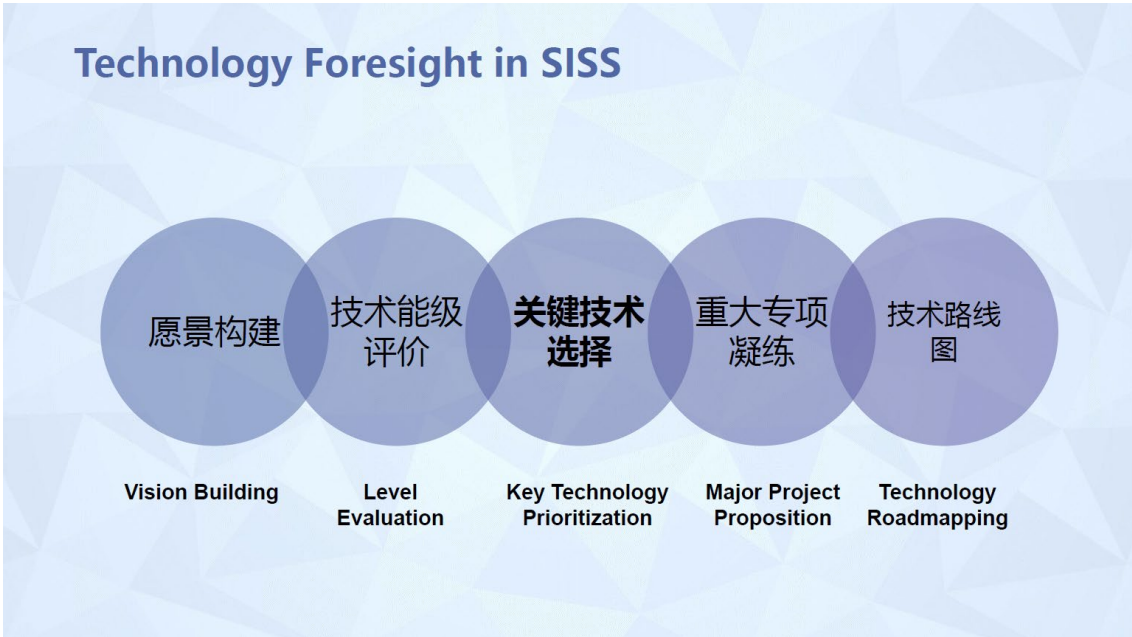 Technology Foresight in SISS
愿景构建
技术能级
评价
关键技术
选择
重大专项
凝练
技术路线
图
Vision Building
Level
Evaluation
Key Technology
Prioritization
Major Project
Proposition
Technology
Roadmapping